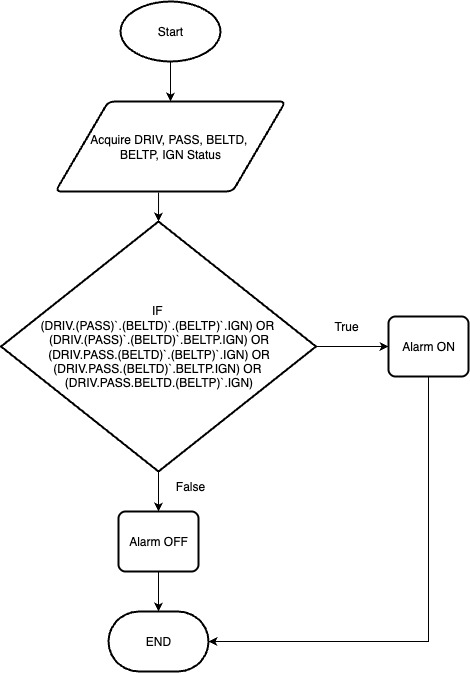 Start
Acquire DRIV, PASS, BELTD,
BELTP, IGN Status
IF
(DRIV.(PASS)`.(BELTD)`.(BELTP)`.IGN) OR
(DRIV.(PASS)`.(BELTD)`.BELTP.IGN) OR
(DRIV.PASS.(BELTD)`.(BELTP)`.IGN) OR
(DRIV.PASS.(BELTD)`.BELTP.IGN) OR
(DRIV.PASS.BELTD.(BELTP)`.IGN)
True
Alarm ON
False
Alarm OFF
END